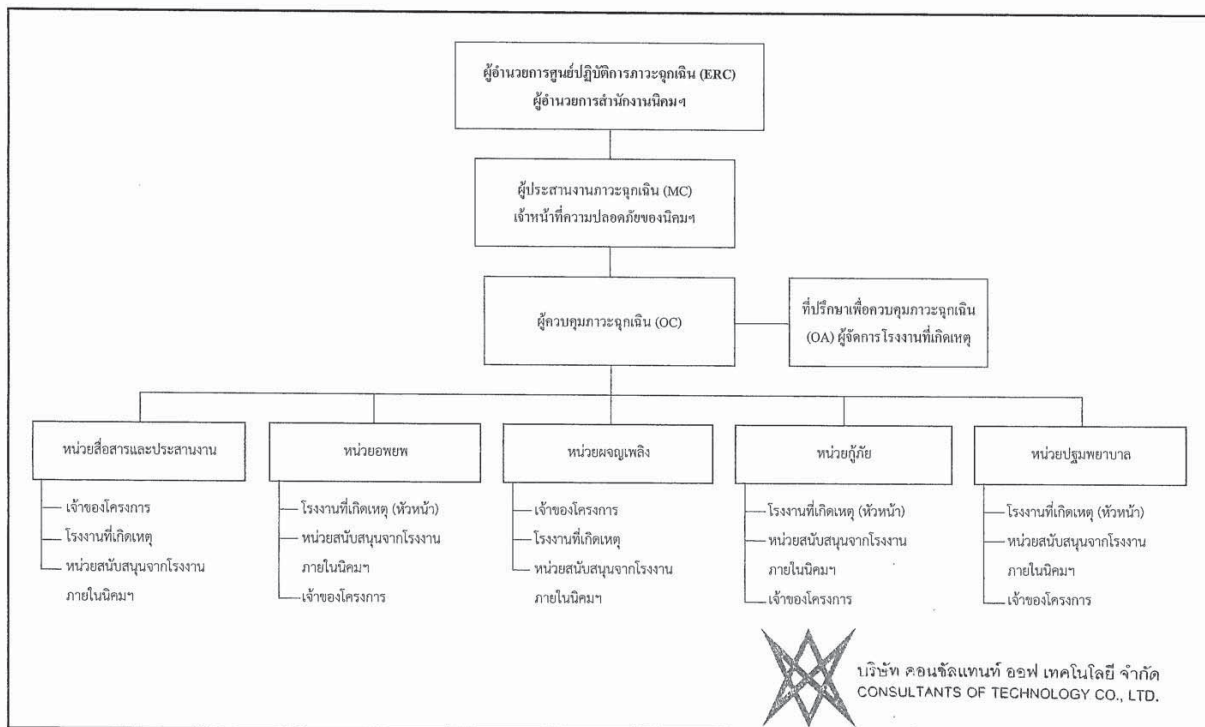 ผู้อำนวยการศูนย์ปฏิบัติการภาวะฉุกเฉิน (ERC)
ผู้อำนวยการสำนักงานนิคมฯ
ผู้ประสานงานภาวะฉุกเฉิน (MC)
เจ้าหน้าที่ความปลอดภัยของนิคมฯ
ผู้ควบคุมภาวะฉุกเฉิน (OC)
ที่ปรึกษาเพื่อควบคุมภาวะฉุกเฉิน
(OA) ผู้จัดการโรงงานที่เกิดเหตุ
หน่วยสื่อสารและประสานงาน
เจ้าของโครงการ
โรงงานที่เกิดเหตุ
หน่วยสนับสนุนจากโรงงาน
ภายในนิคมฯ
หน่วยอพยพ
โรงงานที่เกิดเหตุ (หัวหน้า)
หน่วยสนับสนุนจากโรงงาน
ภายในนิคมฯ
เจ้าของโครงการ
หน่วยผจญเพลิง
เจ้าของโครงการ
โรงงานที่เกิดเหตุ
หน่วยสนับสนุนจากโรงงาน
ภายในนิคมฯ
หน่วยกู้ภัย
โรงงานที่เกิดเหตุ (หัวหน้า)
หน่วยสนับสนุนจากโรงงาน
ภายในนิคมฯ
เจ้าของโครงการ
หน่วยปฐมพยาบาล
โรงงานที่เกิดเหตุ (หัวหน้า)
หน่วยสนับสนุนจากโรงงาน
ภายในนิคมฯ
เจ้าของโครงการ
บริษัท คอนซัลแทนท์ ออฟ เทคโนโลยี จำกัด
CONSULTANTS OF TECHNOLOGY CO., LTD.